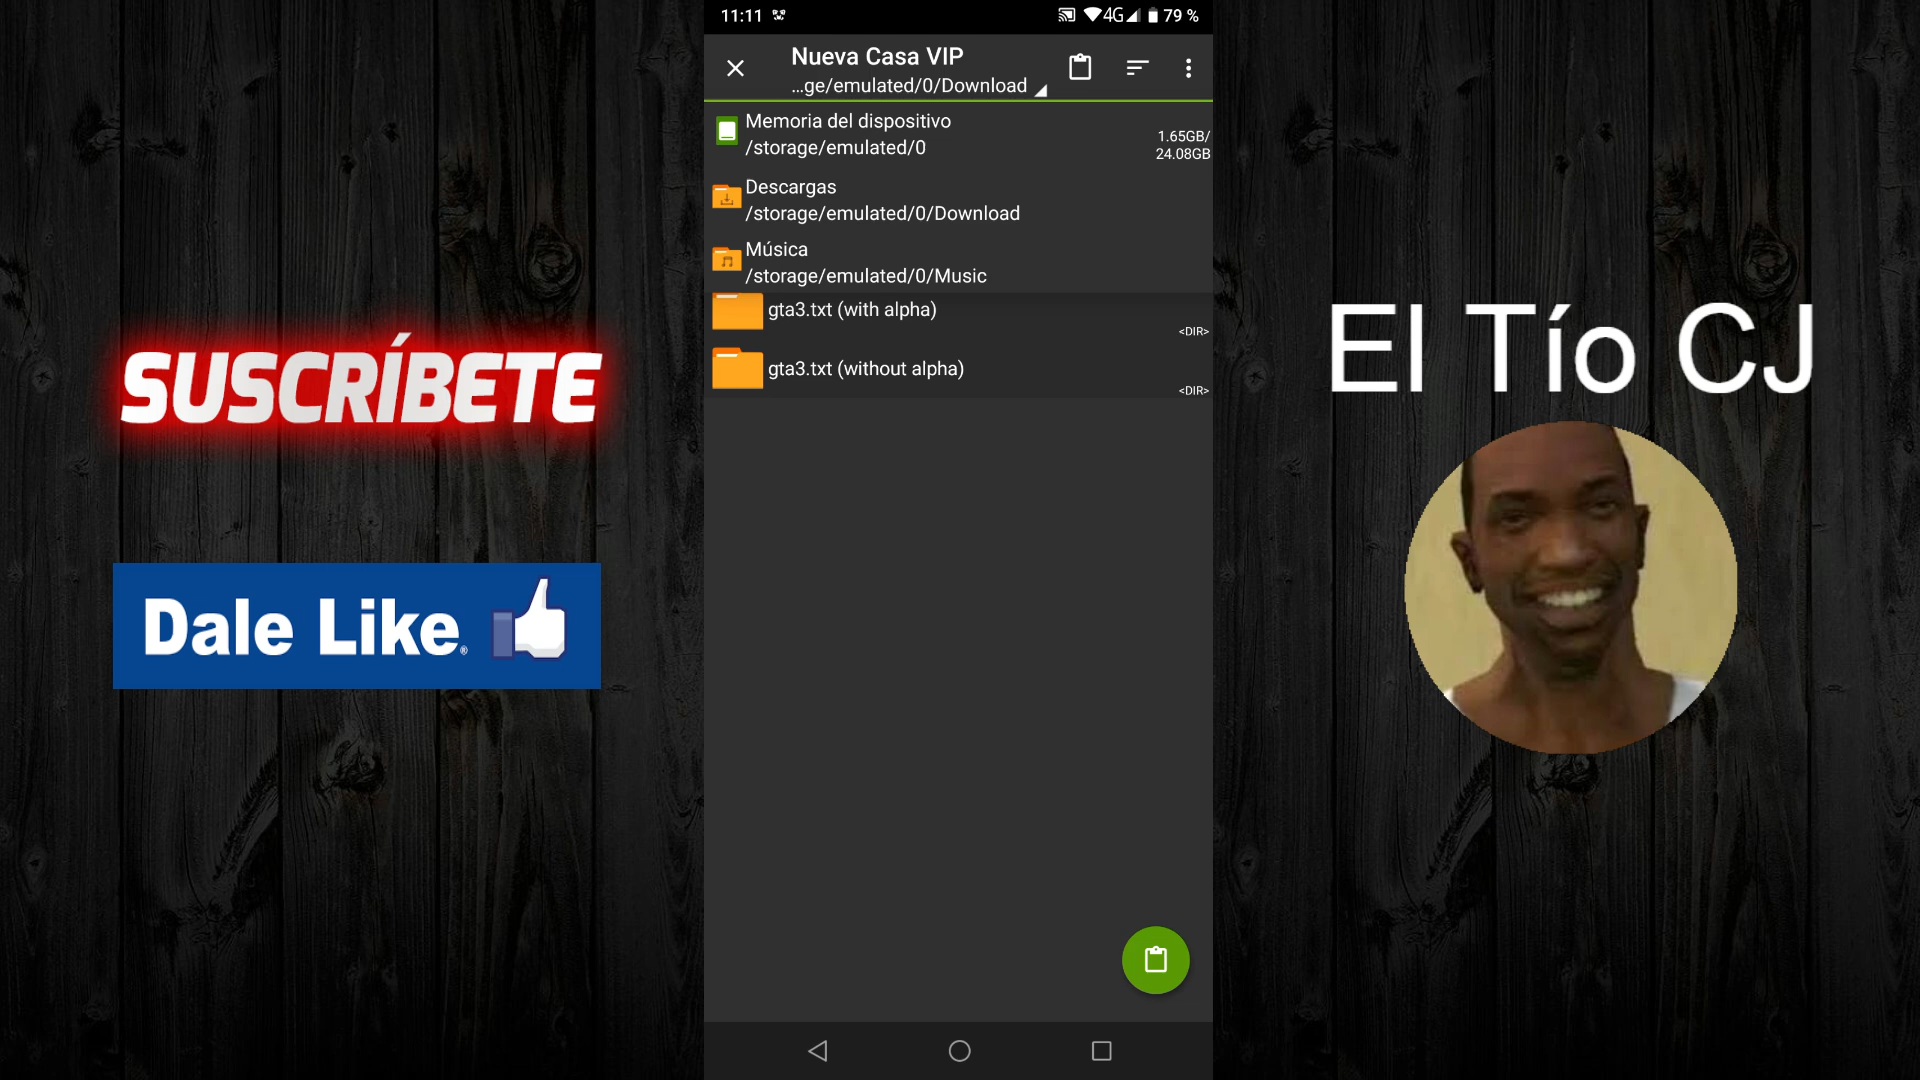 SUSCRÍBETE
Dale Like®
11:11
4G 79 %
Nueva Casa VIP
...ge/emulated/0/Download
Memoria del dispositivo
/storage/emulated/0
1.65GB/
24.08GB
Descargas
/storage/emulated/0/Download
Música
/storage/emulated/0/Music
gta3.txt (with alpha)
<DIR>
gta3.txt (without alpha)
<DIR>
El Tío CJ